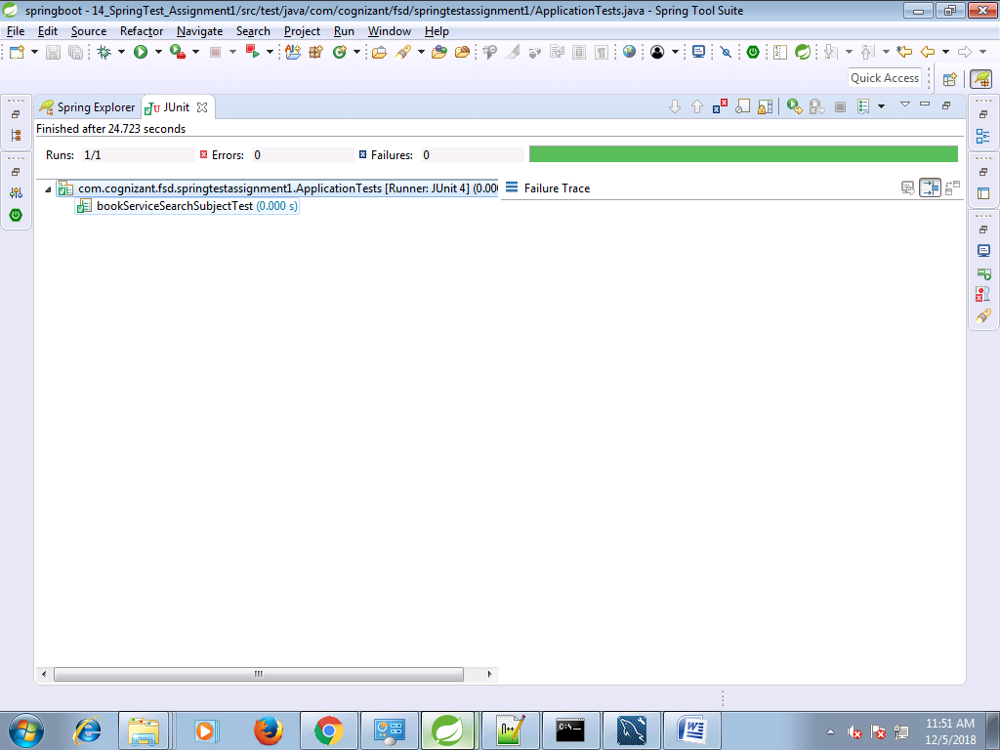 springboot - 14_SpringTest_Assignment1/src/test/java/com/cognizant/fsd/springtestassignment1/ApplicationTests.java - Spring Tool Suite
File Edit Source Refactor Navigate Search Project Run Window Help
Quick Access
Spring Explorer JUnit
Finished after 24.723 seconds
Runs: 1/1 Errors: 0 Failures: 0
com.cognizant.fsd.springtestassignment1.ApplicationTests [Runner: JUnit 4] (0.000 Failure Trace
bookServiceSearchSubjectTest (0.000 s)
C:\_
11:51 AM
12/5/2018